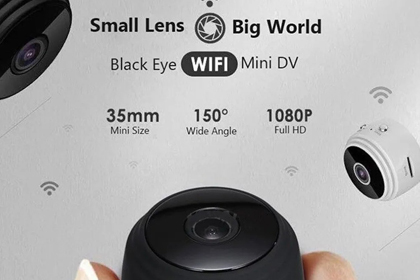 Small Lens Big World
Black Eye WIFI Mini DV
35mm 150° 1080P
Mini Size Wide Angle Full HD